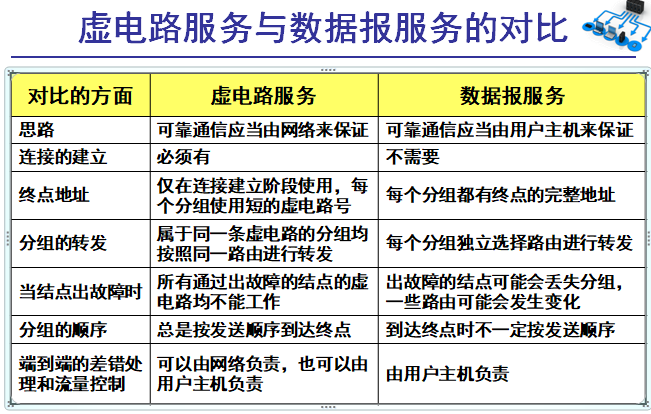 虚电路服务与数据报服务的对比
对比的方面 虚电路服务 数据报服务
思路 可靠通信应当由网络来保证 可靠通信应当由用户主机来保证
连接的建立 必须有 不需要
终点地址 仅在连接建立阶段使用，每
个分组使用短的虚电路号 每个分组都有终点的完整地址
分组的转发 属于同一条虚电路的分组均
按照同一路由进行转发 每个分组独立选择路由进行转发
当结点出故障时 所有通过出故障的结点的虚
电路均不能工作 出故障的结点可能会丢失分组，
一些路由可能会发生变化
分组的顺序 总是按发送顺序到达终点 到达终点时不一定按发送顺序
端到端的差错处
理和流量控制 可以由网络负责，也可以由
用户主机负责 由用户主机负责